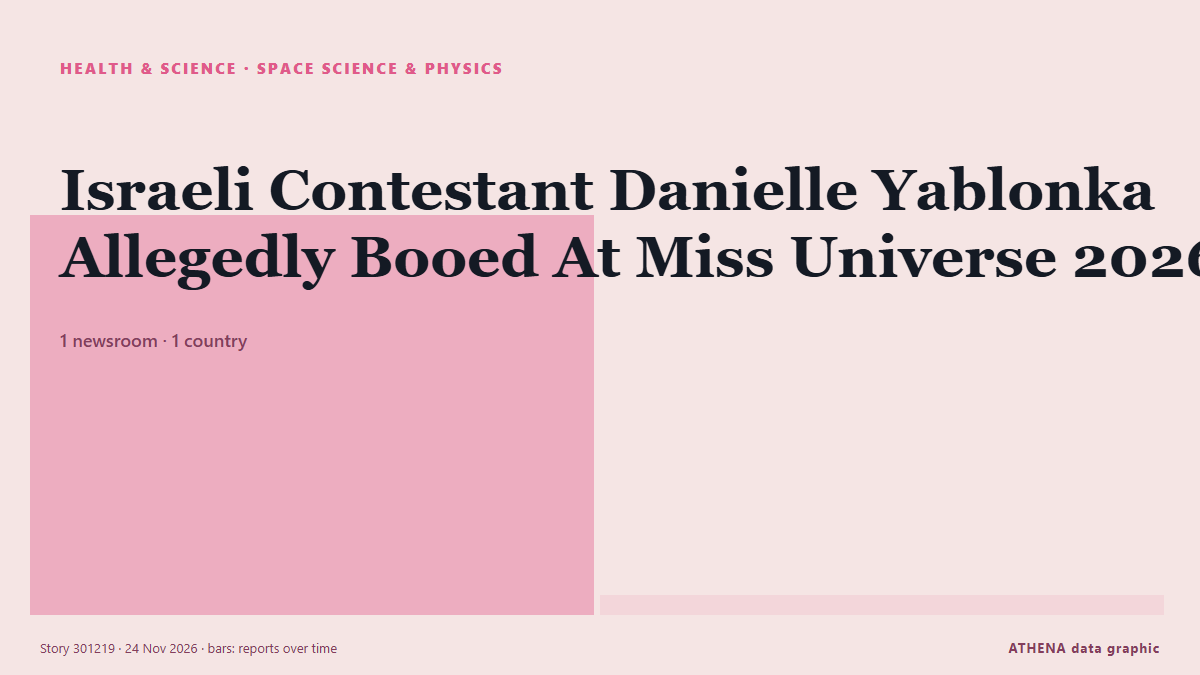 HEALTH & SCIENCE · SPACE SCIENCE & PHYSICS
Israeli Contestant Danielle Yablonka
Allegedly Booed At Miss Universe 2026
1 newsroom · 1 country
Story 301219 · 24 Nov 2026 · bars: reports over time
ATHENA data graphic